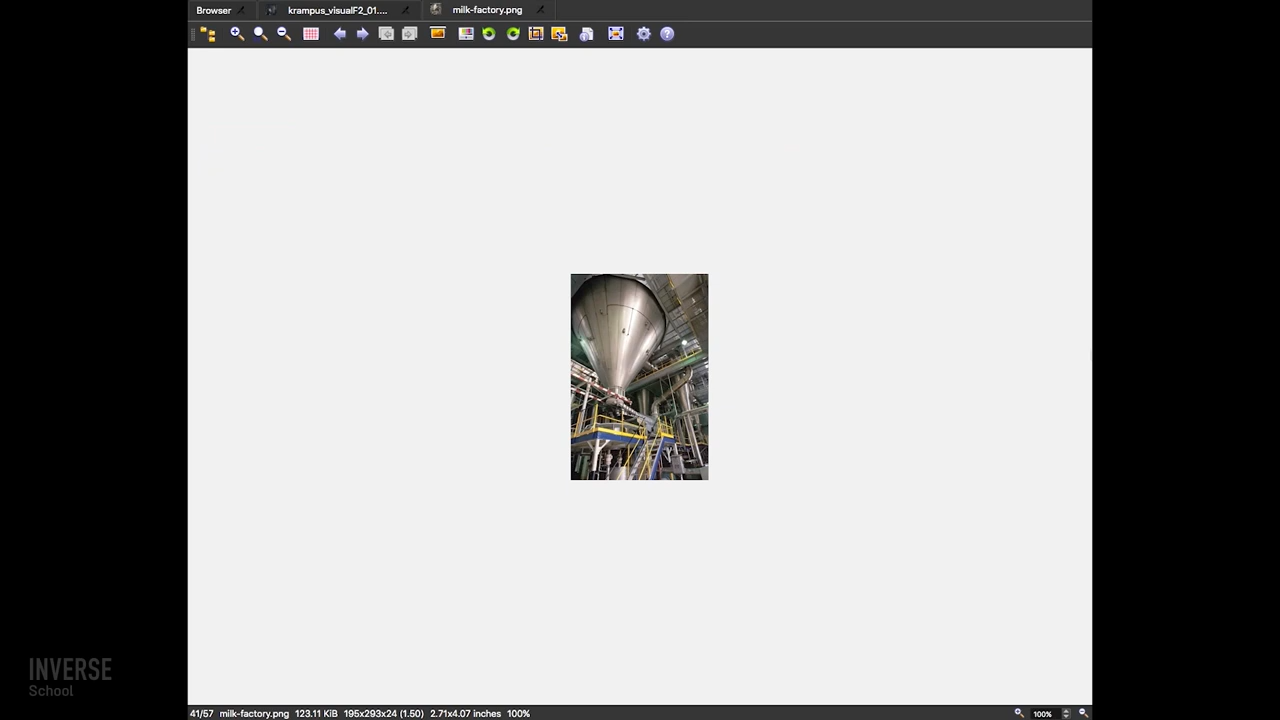 Browser krampus_visualF2_01.... milk-factory.png
INVERSE
School
41/57 milk-factory.png 123.11 KiB 195x293x24 (1.50) 2.71x4.07 inches 100%
100%